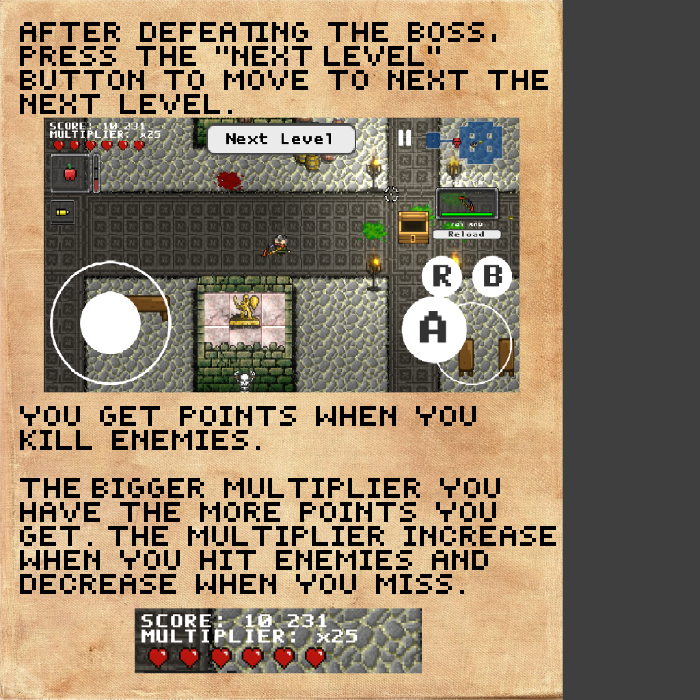 AFTER DEFEATING THE BOSS,
PRESS THE "NEXT LEVEL"
BUTTON TO MOVE TO NEXT THE
NEXT LEVEL.
SCORE: 10 231
MULTIPLIER: x25
Next Level
Reload
R B
A
YOU GET POINTS WHEN YOU
KILL ENEMIES.
THE BIGGER MULTIPLIER YOU
HAVE THE MORE POINTS YOU
GET. THE MULTIPLIER INCREASE
WHEN YOU HIT ENEMIES AND
DECREASE WHEN YOU MISS.
SCORE: 10 231
MULTIPLIER: x25